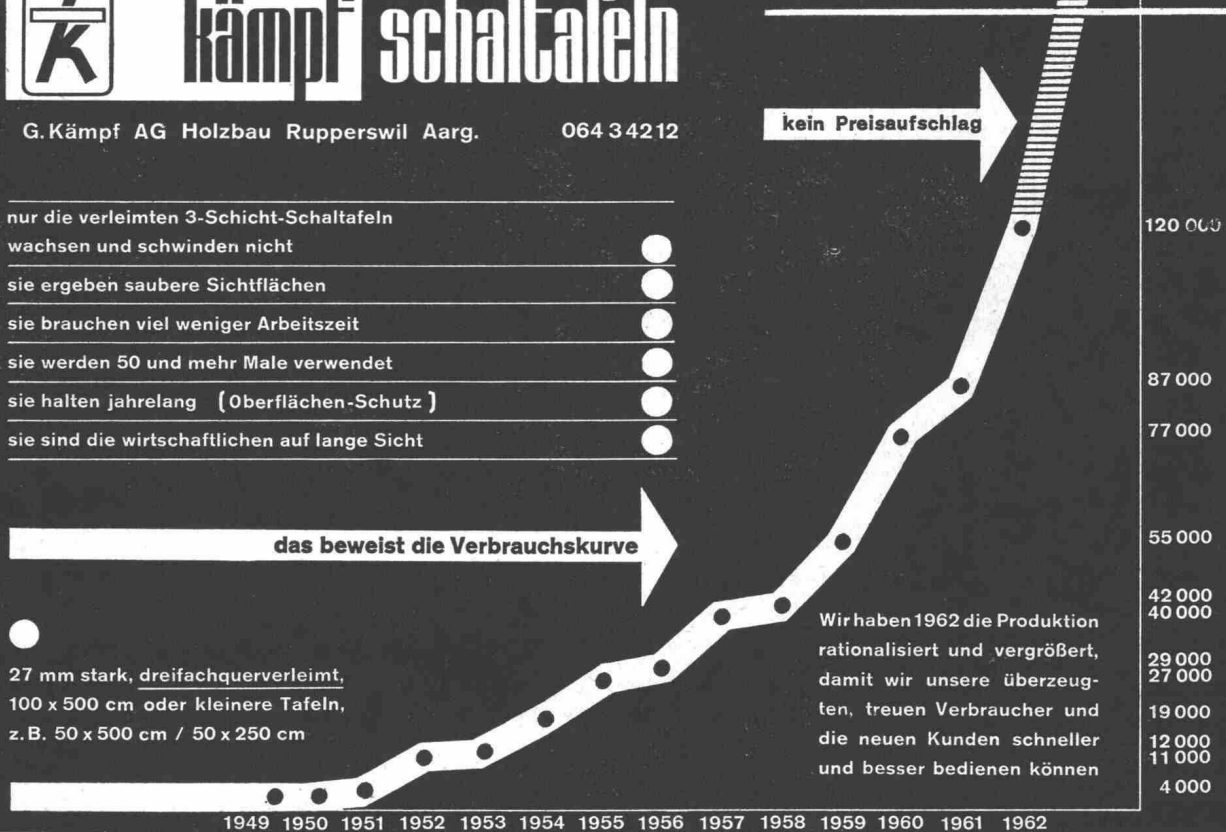 K
kämpf schaltafeln
G. Kämpf AG Holzbau Rupperswil Aarg. 064 3 42 12
kein Preisaufschlag
nur die verleimten 3-Schicht-Schaltafeln
wachsen und schwinden nicht
sie ergeben saubere Sichtflächen
sie brauchen viel weniger Arbeitszeit
sie werden 50 und mehr Male verwendet
sie halten jahrelang (Oberflächen-Schutz)
sie sind die wirtschaftlichen auf lange Sicht
das beweist die Verbrauchskurve
27 mm stark, dreifachquerverleimt,
100 x 500 cm oder kleinere Tafeln,
z.B. 50 x 500 cm / 50 x 250 cm
Wir haben 1962 die Produktion
rationalisiert und vergrößert,
damit wir unsere überzeug-
ten, treuen Verbraucher und
die neuen Kunden schneller
und besser bedienen können
120 000
87 000
77 000
55 000
42 000
40 000
29 000
27 000
19 000
12 000
11 000
4 000
1949 1950 1951 1952 1953 1954 1955 1956 1957 1958 1959 1960 1961 1962